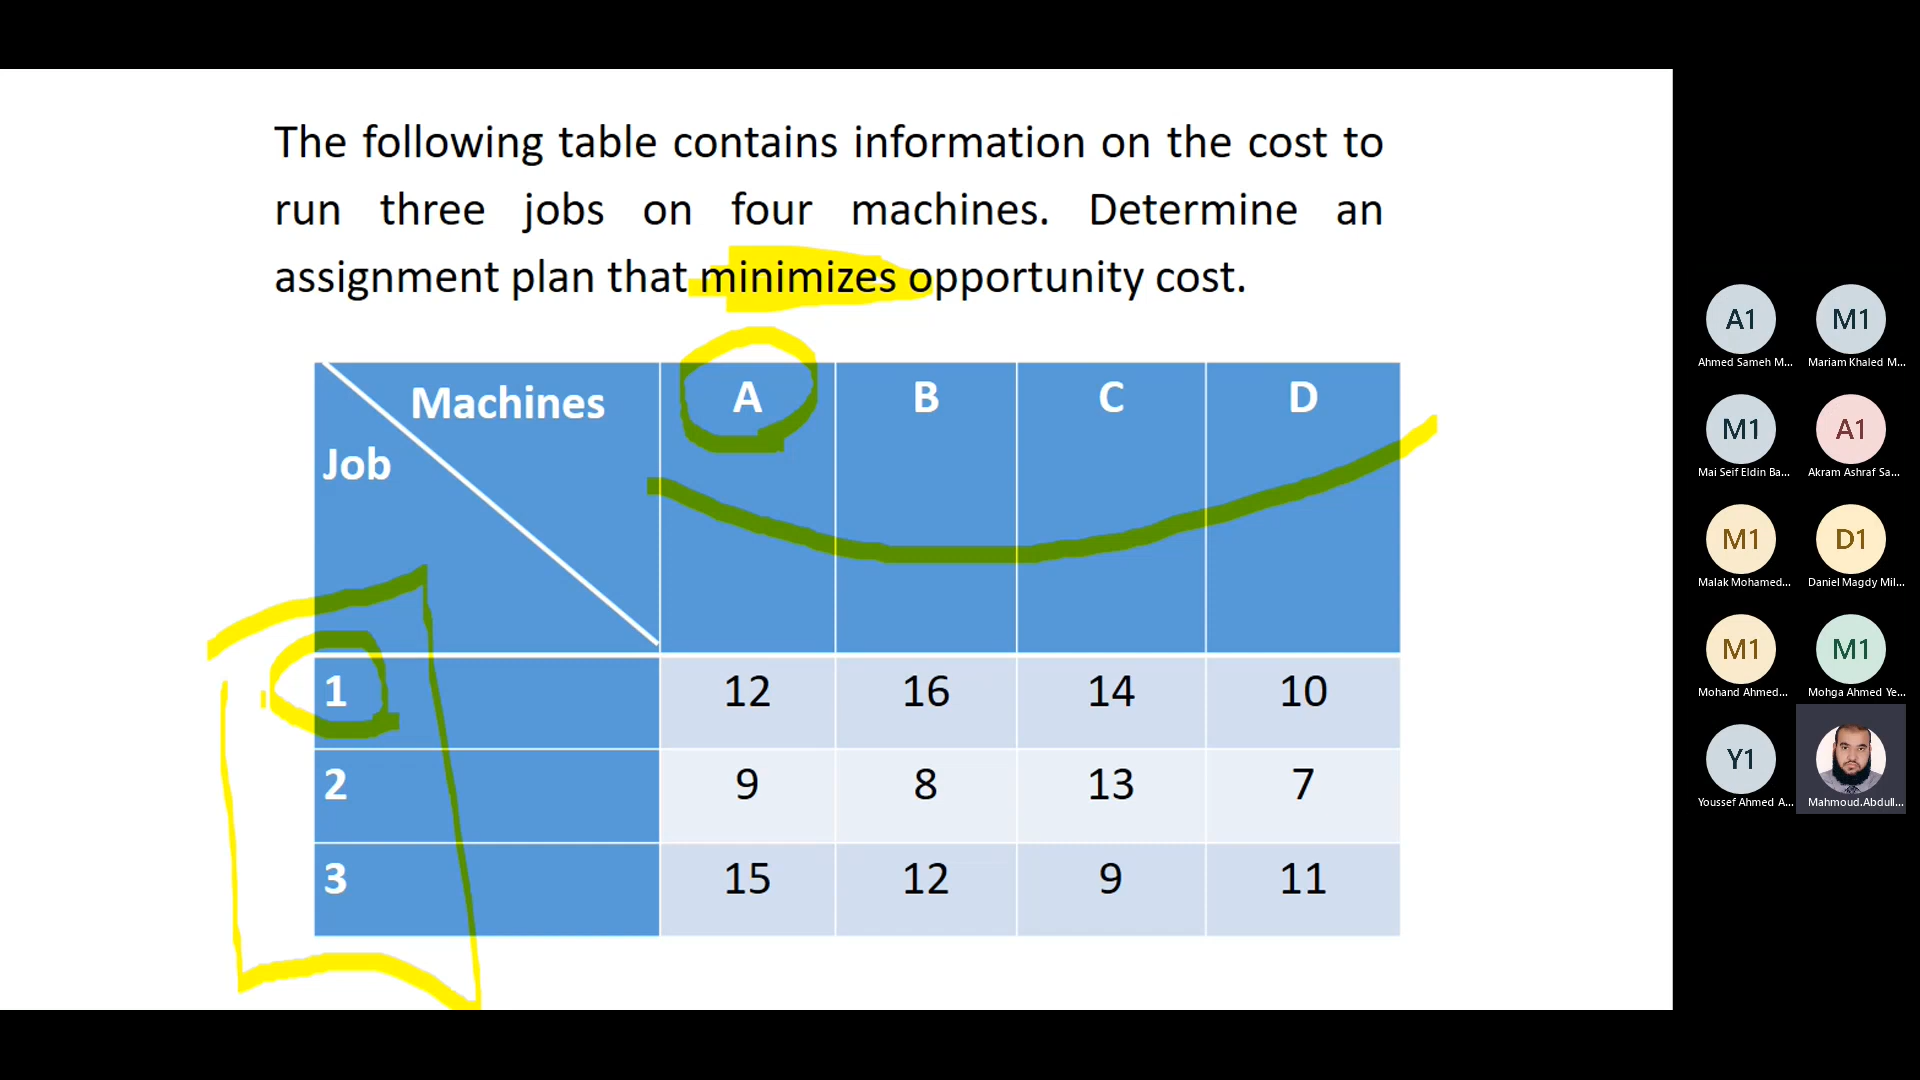 The following table contains information on the cost to
run three jobs on four machines. Determine an
assignment plan that minimizes opportunity cost.
Machines A B C D
Job
1 12 16 14 10
2 9 8 13 7
3 15 12 9 11
A1 M1
Ahmed Sameh M... Mariam Khaled M...
M1 A1
Mai Seif Eldin Ba... Akram Ashraf Sa...
M1 D1
Malak Mohamed... Daniel Magdy Mil...
M1 M1
Mohand Ahmed... Mohga Ahmed Ye...
Y1
Youssef Ahmed A... Mahmoud.Abdull...